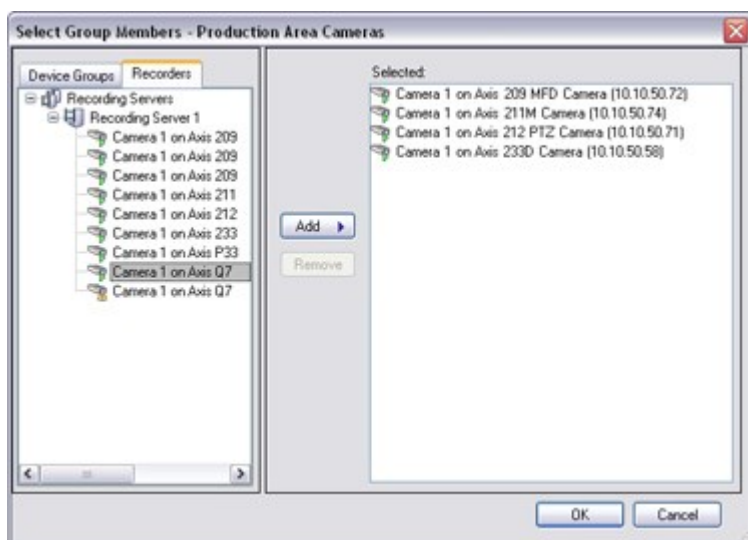 Select Group Members - Production Area Cameras
Device Groups
Recorders
Recording Servers
Recording Server 1
Camera 1 on Axis 209
Camera 1 on Axis 209
Camera 1 on Axis 209
Camera 1 on Axis 211
Camera 1 on Axis 212
Camera 1 on Axis 233
Camera 1 on Axis P33
Camera 1 on Axis Q7
Camera 1 on Axis Q7
Add
Remove
Selected:
Camera 1 on Axis 209 MFD Camera (10.10.50.72)
Camera 1 on Axis 211M Camera (10.10.50.74)
Camera 1 on Axis 212 PTZ Camera (10.10.50.71)
Camera 1 on Axis 233D Camera (10.10.50.58)
OK
Cancel